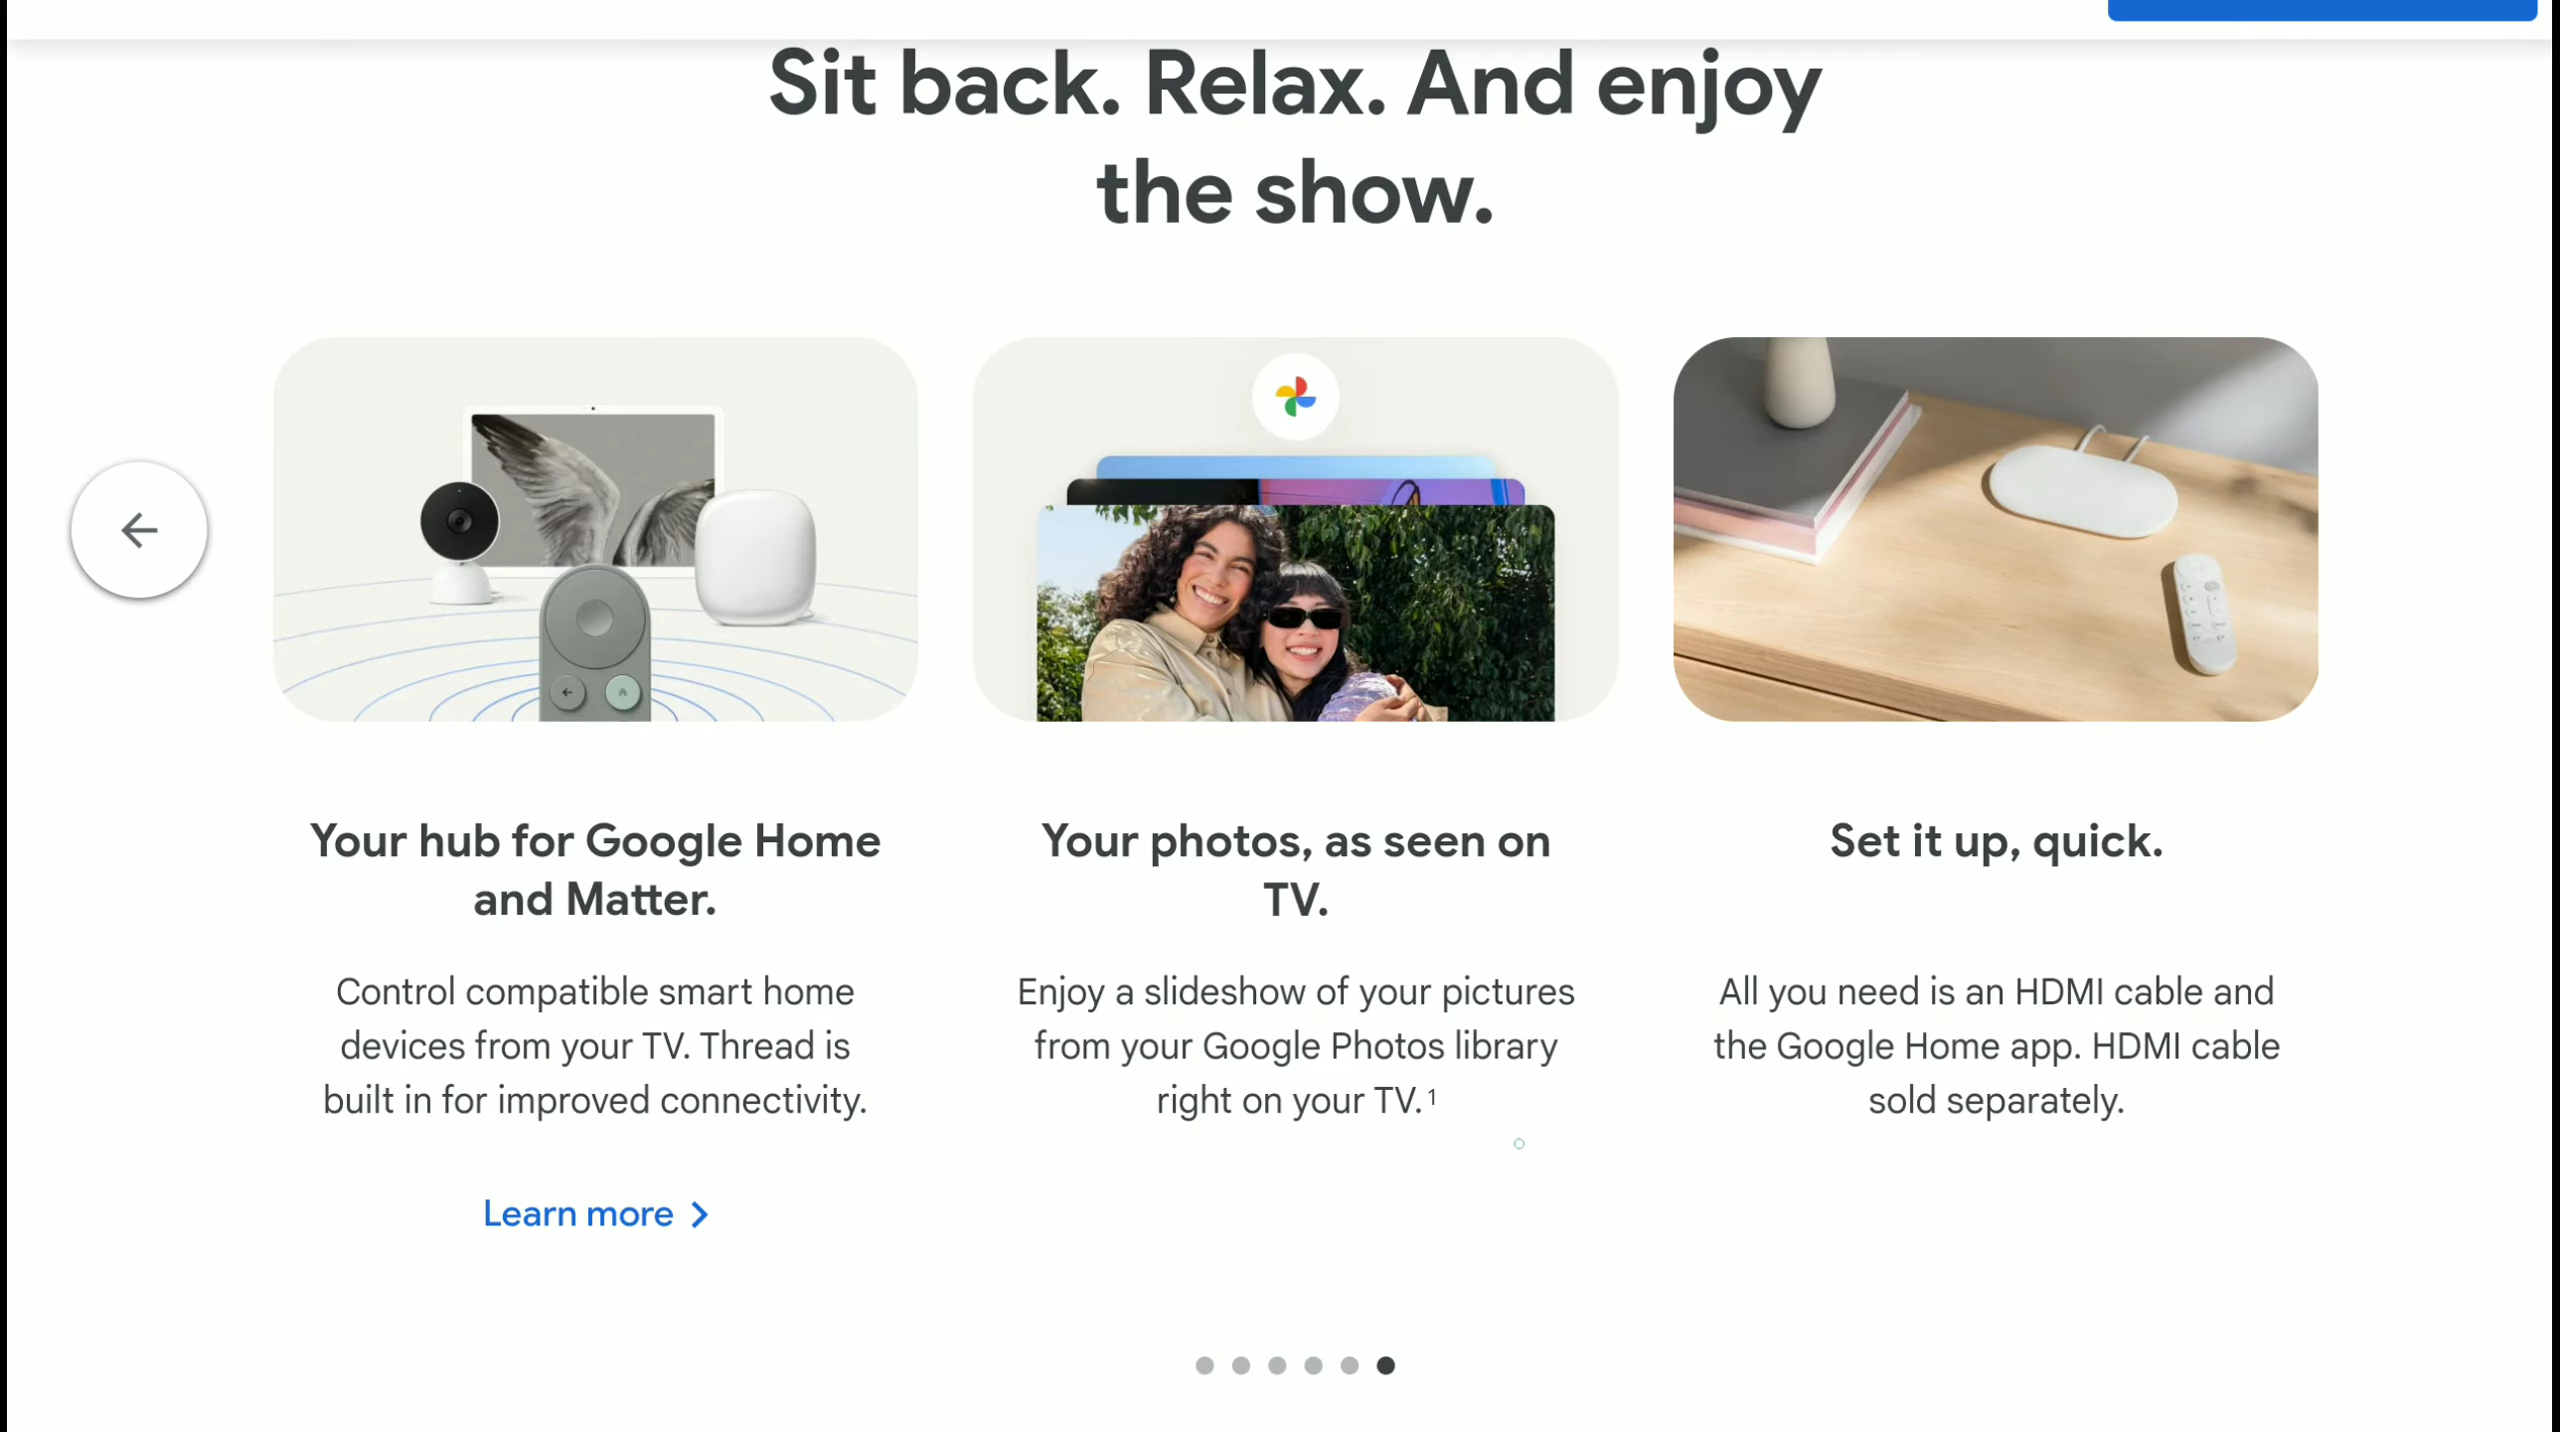 Sit back. Relax. And enjoy
the show.
Your hub for Google Home
and Matter.
Control compatible smart home
devices from your TV. Thread is
built in for improved connectivity.
Learn more
Your photos, as seen on
TV.
Enjoy a slideshow of your pictures
from your Google Photos library
right on your TV.¹
Set it up, quick.
All you need is an HDMI cable and
the Google Home app. HDMI cable
sold separately.